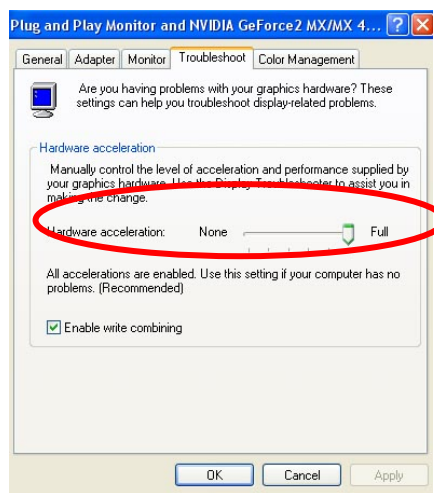 Plug and Play Monitor and NVIDIA GeForce2 MX/MX 4...
General Adapter Monitor Troubleshoot Color Management
Are you having problems with your graphics hardware? These
settings can help you troubleshoot display-related problems.
Hardware acceleration
Manually control the level of acceleration and performance supplied by
your graphics hardware. Use the Display Troubleshooter to assist you in
making the change.
Hardware acceleration: None Full
All accelerations are enabled. Use this setting if your computer has no
problems. (Recommended)
Enable write combining
OK Cancel Apply